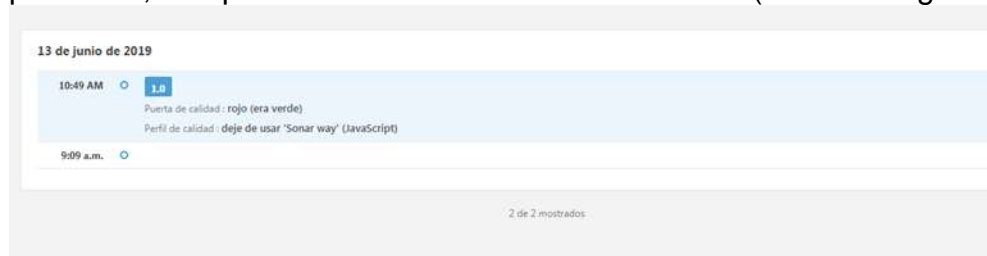 13 de junio de 2019
10:49 AM 1.0
Puerta de calidad : rojo (era verde)
Perfil de calidad : deje de usar 'Sonar way' (JavaScript)
9:09 a.m.
2 de 2 mostrados